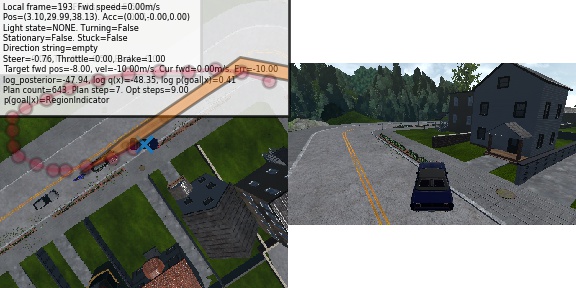 Local frame=193. Fwd.speed=0.00m/s
Pos=(3.10,29.99,38.13). Acc=(0.00,-0.00,0.00)
Light state=NONE. Turning=False
Stationary=False. Stuck=False
Direction string=empty
Steer=-0.76, Throttle=0.00, Brake=1.00
Target fwd pos=-8.00, vel=-10.00m/s. Cur fwd=0.00m/s. Err=-10.00
log_posterior=-47.94, log q(x)=-48.35, log p(goal|x)=0.41
Plan count=643, Plan step=7. Opt steps=9.00
p(goal|x)=RegionIndicator